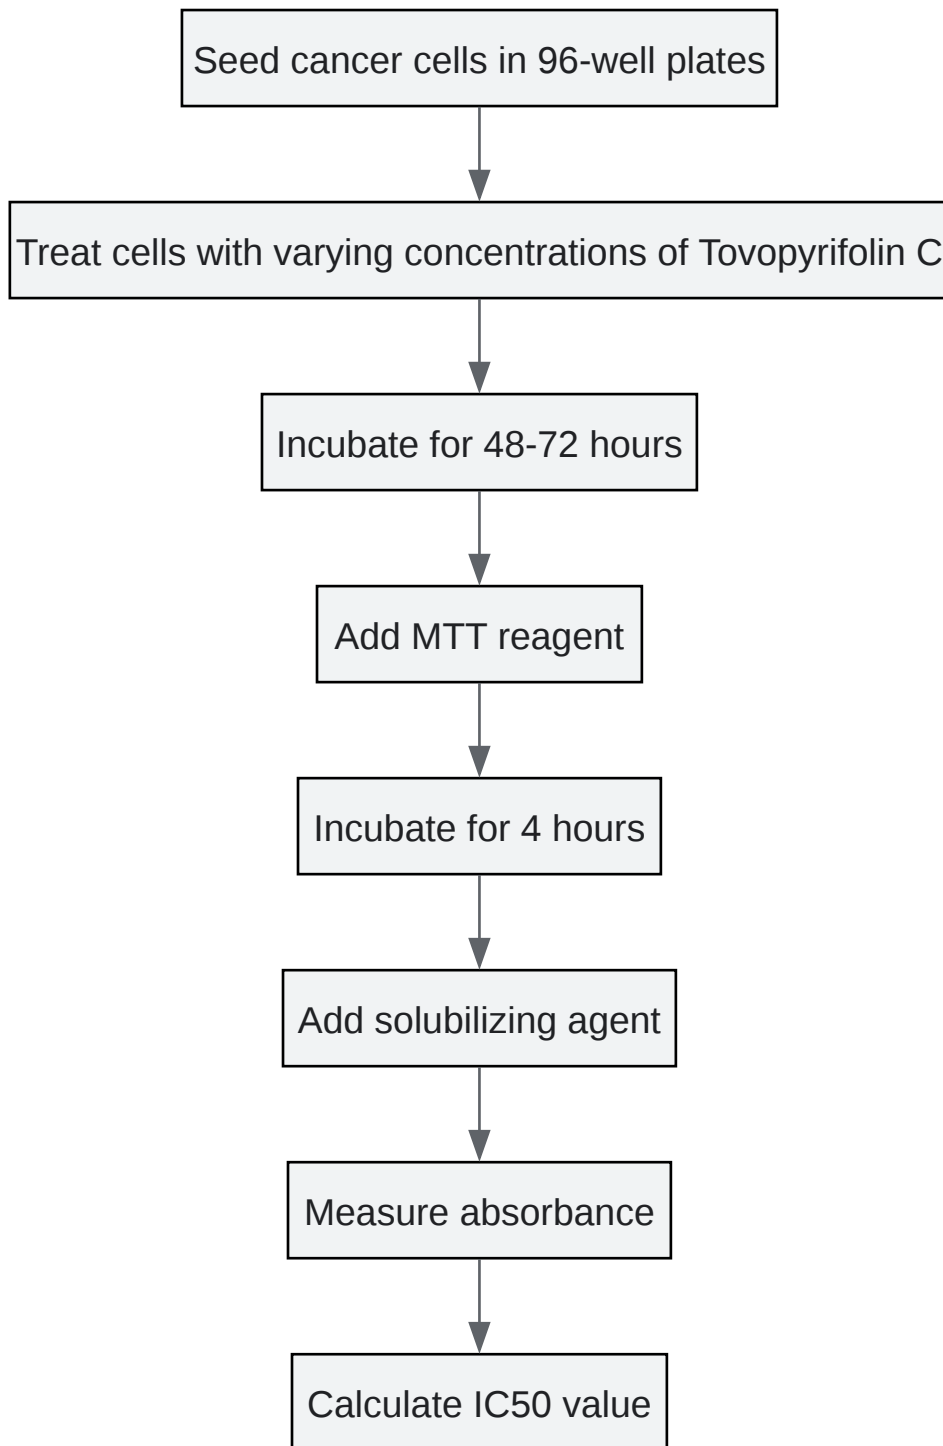 Seed cancer cells in 96-well plates
Treat cells with varying concentrations of Tovopyrifolin C
Incubate for 48-72 hours
Add MTT reagent
Incubate for 4 hours
Add solubilizing agent
Measure absorbance
Calculate IC50 value